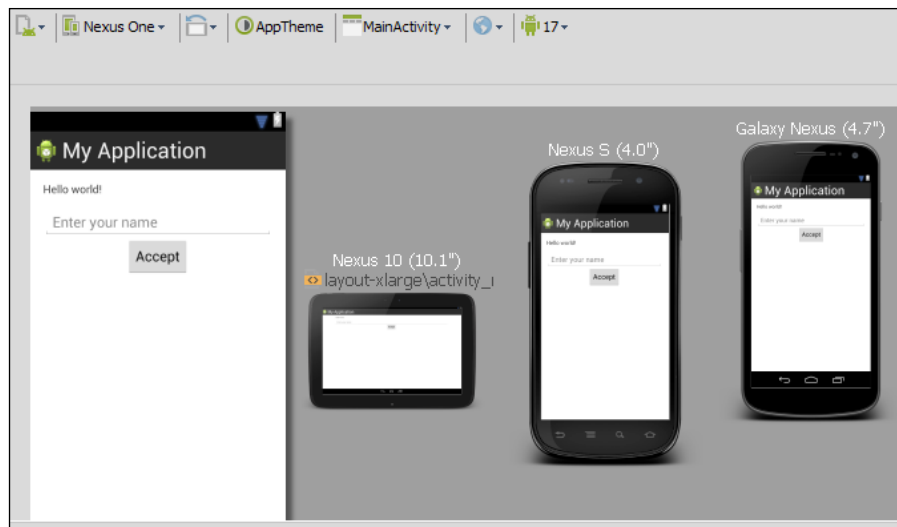 Nexus One AppTheme MainActivity 17
My Application
Hello world!
Enter your name
Accept
Nexus 10 (10.1")
layout-xlarge\activity_
My Application
Nexus S (4.0")
My Application
Hello world!
Enter your name
Accept
Galaxy Nexus (4.7")
My Application
Hello world!
Enter your name
Accept